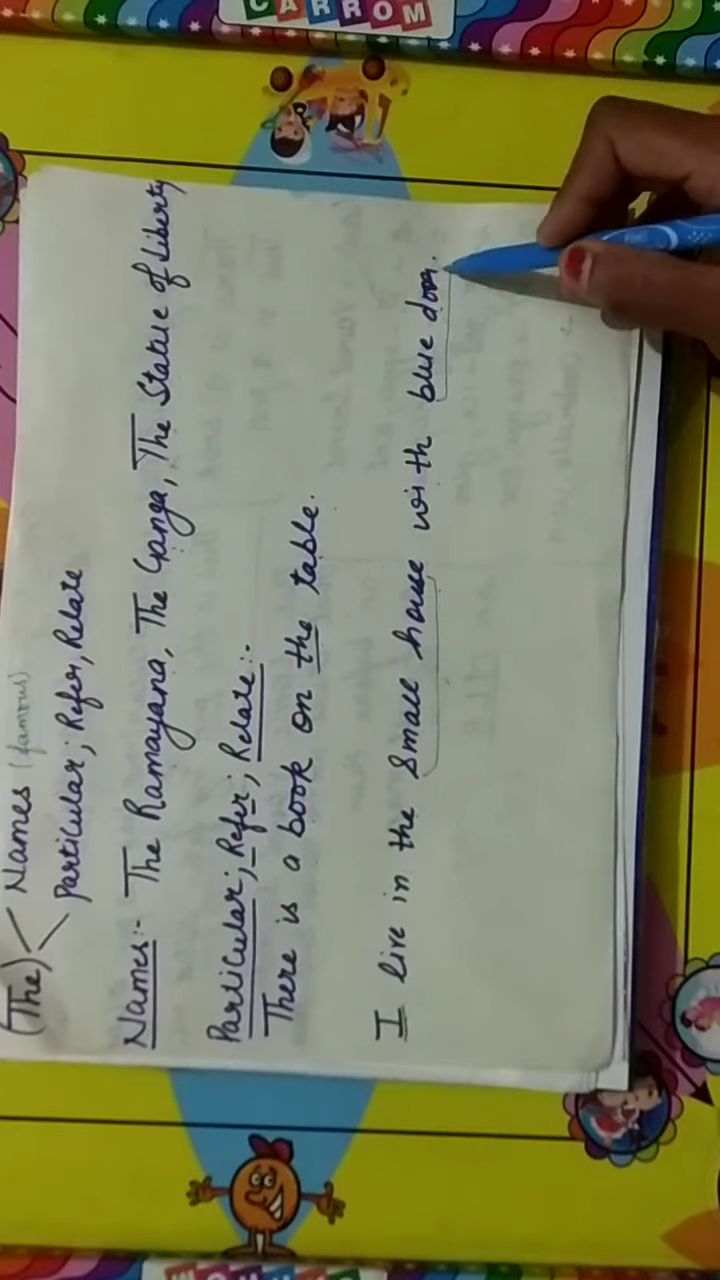 CARROM
(The) Names (famous)
Particular; Refer, Relate
Names:- The Ramayana, The Ganga, The Statue of Liberty
Particular; Refer; Relate:-
There is a book on the table.
I live in the small house with blue door.